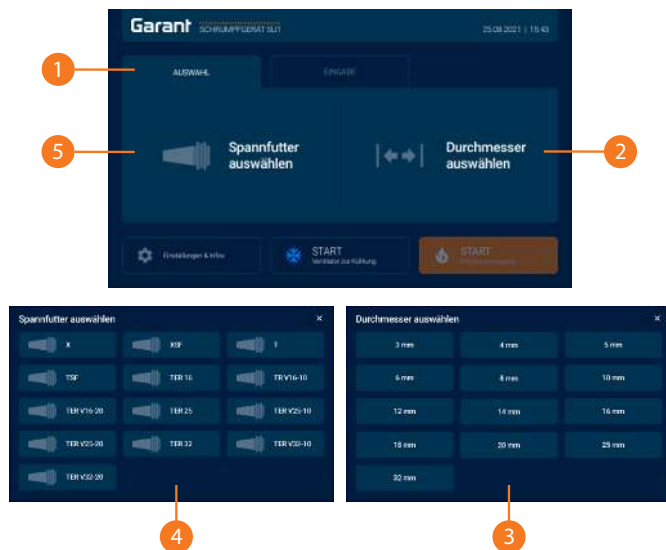 Garant SCHRUMPFGERÄT SU1
25.08.2021 | 15:43
1
AUSWAHL
EINGABE
5
Spannfutter
auswählen
Durchmesser
auswählen
2
Einstellungen & Infos
START
Ventilator zur Kühlung
START
Spannfutter auswählen ×
X
XSF
T
TSF
TER 16
TR V16-10
TER V16-20
TER 25
TER V25-10
TER V25-20
TER 32
TER V32-10
TER V32-20
Durchmesser auswählen ×
3 mm
4 mm
5 mm
6 mm
8 mm
10 mm
12 mm
14 mm
16 mm
18 mm
20 mm
25 mm
32 mm
4
3